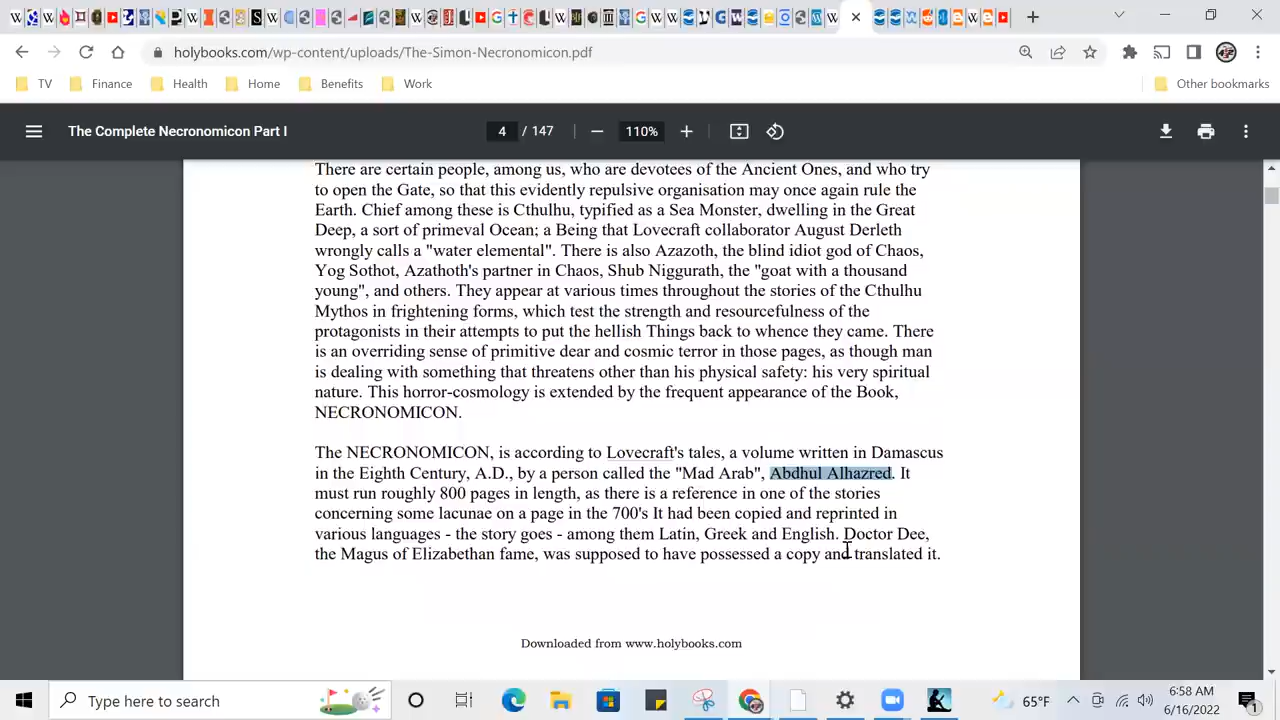 holybooks.com/wp-content/uploads/The-Simon-Necronomicon.pdf
TV Finance Health Home Benefits Work Other bookmarks
The Complete Necronomicon Part I 4 / 147 110%
There are certain people, among us, who are devotees of the Ancient Ones, and who try
to open the Gate, so that this evidently repulsive organisation may once again rule the
Earth. Chief among these is Cthulhu, typified as a Sea Monster, dwelling in the Great
Deep, a sort of primeval Ocean; a Being that Lovecraft collaborator August Derleth
wrongly calls a "water elemental". There is also Azazoth, the blind idiot god of Chaos,
Yog Sothot, Azathoth's partner in Chaos, Shub Niggurath, the "goat with a thousand
young", and others. They appear at various times throughout the stories of the Cthulhu
Mythos in frightening forms, which test the strength and resourcefulness of the
protagonists in their attempts to put the hellish Things back to whence they came. There
is an overriding sense of primitive dear and cosmic terror in those pages, as though man
is dealing with something that threatens other than his physical safety: his very spiritual
nature. This horror-cosmology is extended by the frequent appearance of the Book,
NECRONOMICON.
The NECRONOMICON, is according to Lovecraft's tales, a volume written in Damascus
in the Eighth Century, A.D., by a person called the "Mad Arab", Abdhul Alhazred. It
must run roughly 800 pages in length, as there is a reference in one of the stories
concerning some lacunae on a page in the 700's It had been copied and reprinted in
various languages - the story goes - among them Latin, Greek and English. Doctor Dee,
the Magus of Elizabethan fame, was supposed to have possessed a copy and translated it.
Downloaded from www.holybooks.com
Type here to search 65°F 6:58 AM
6/16/2022